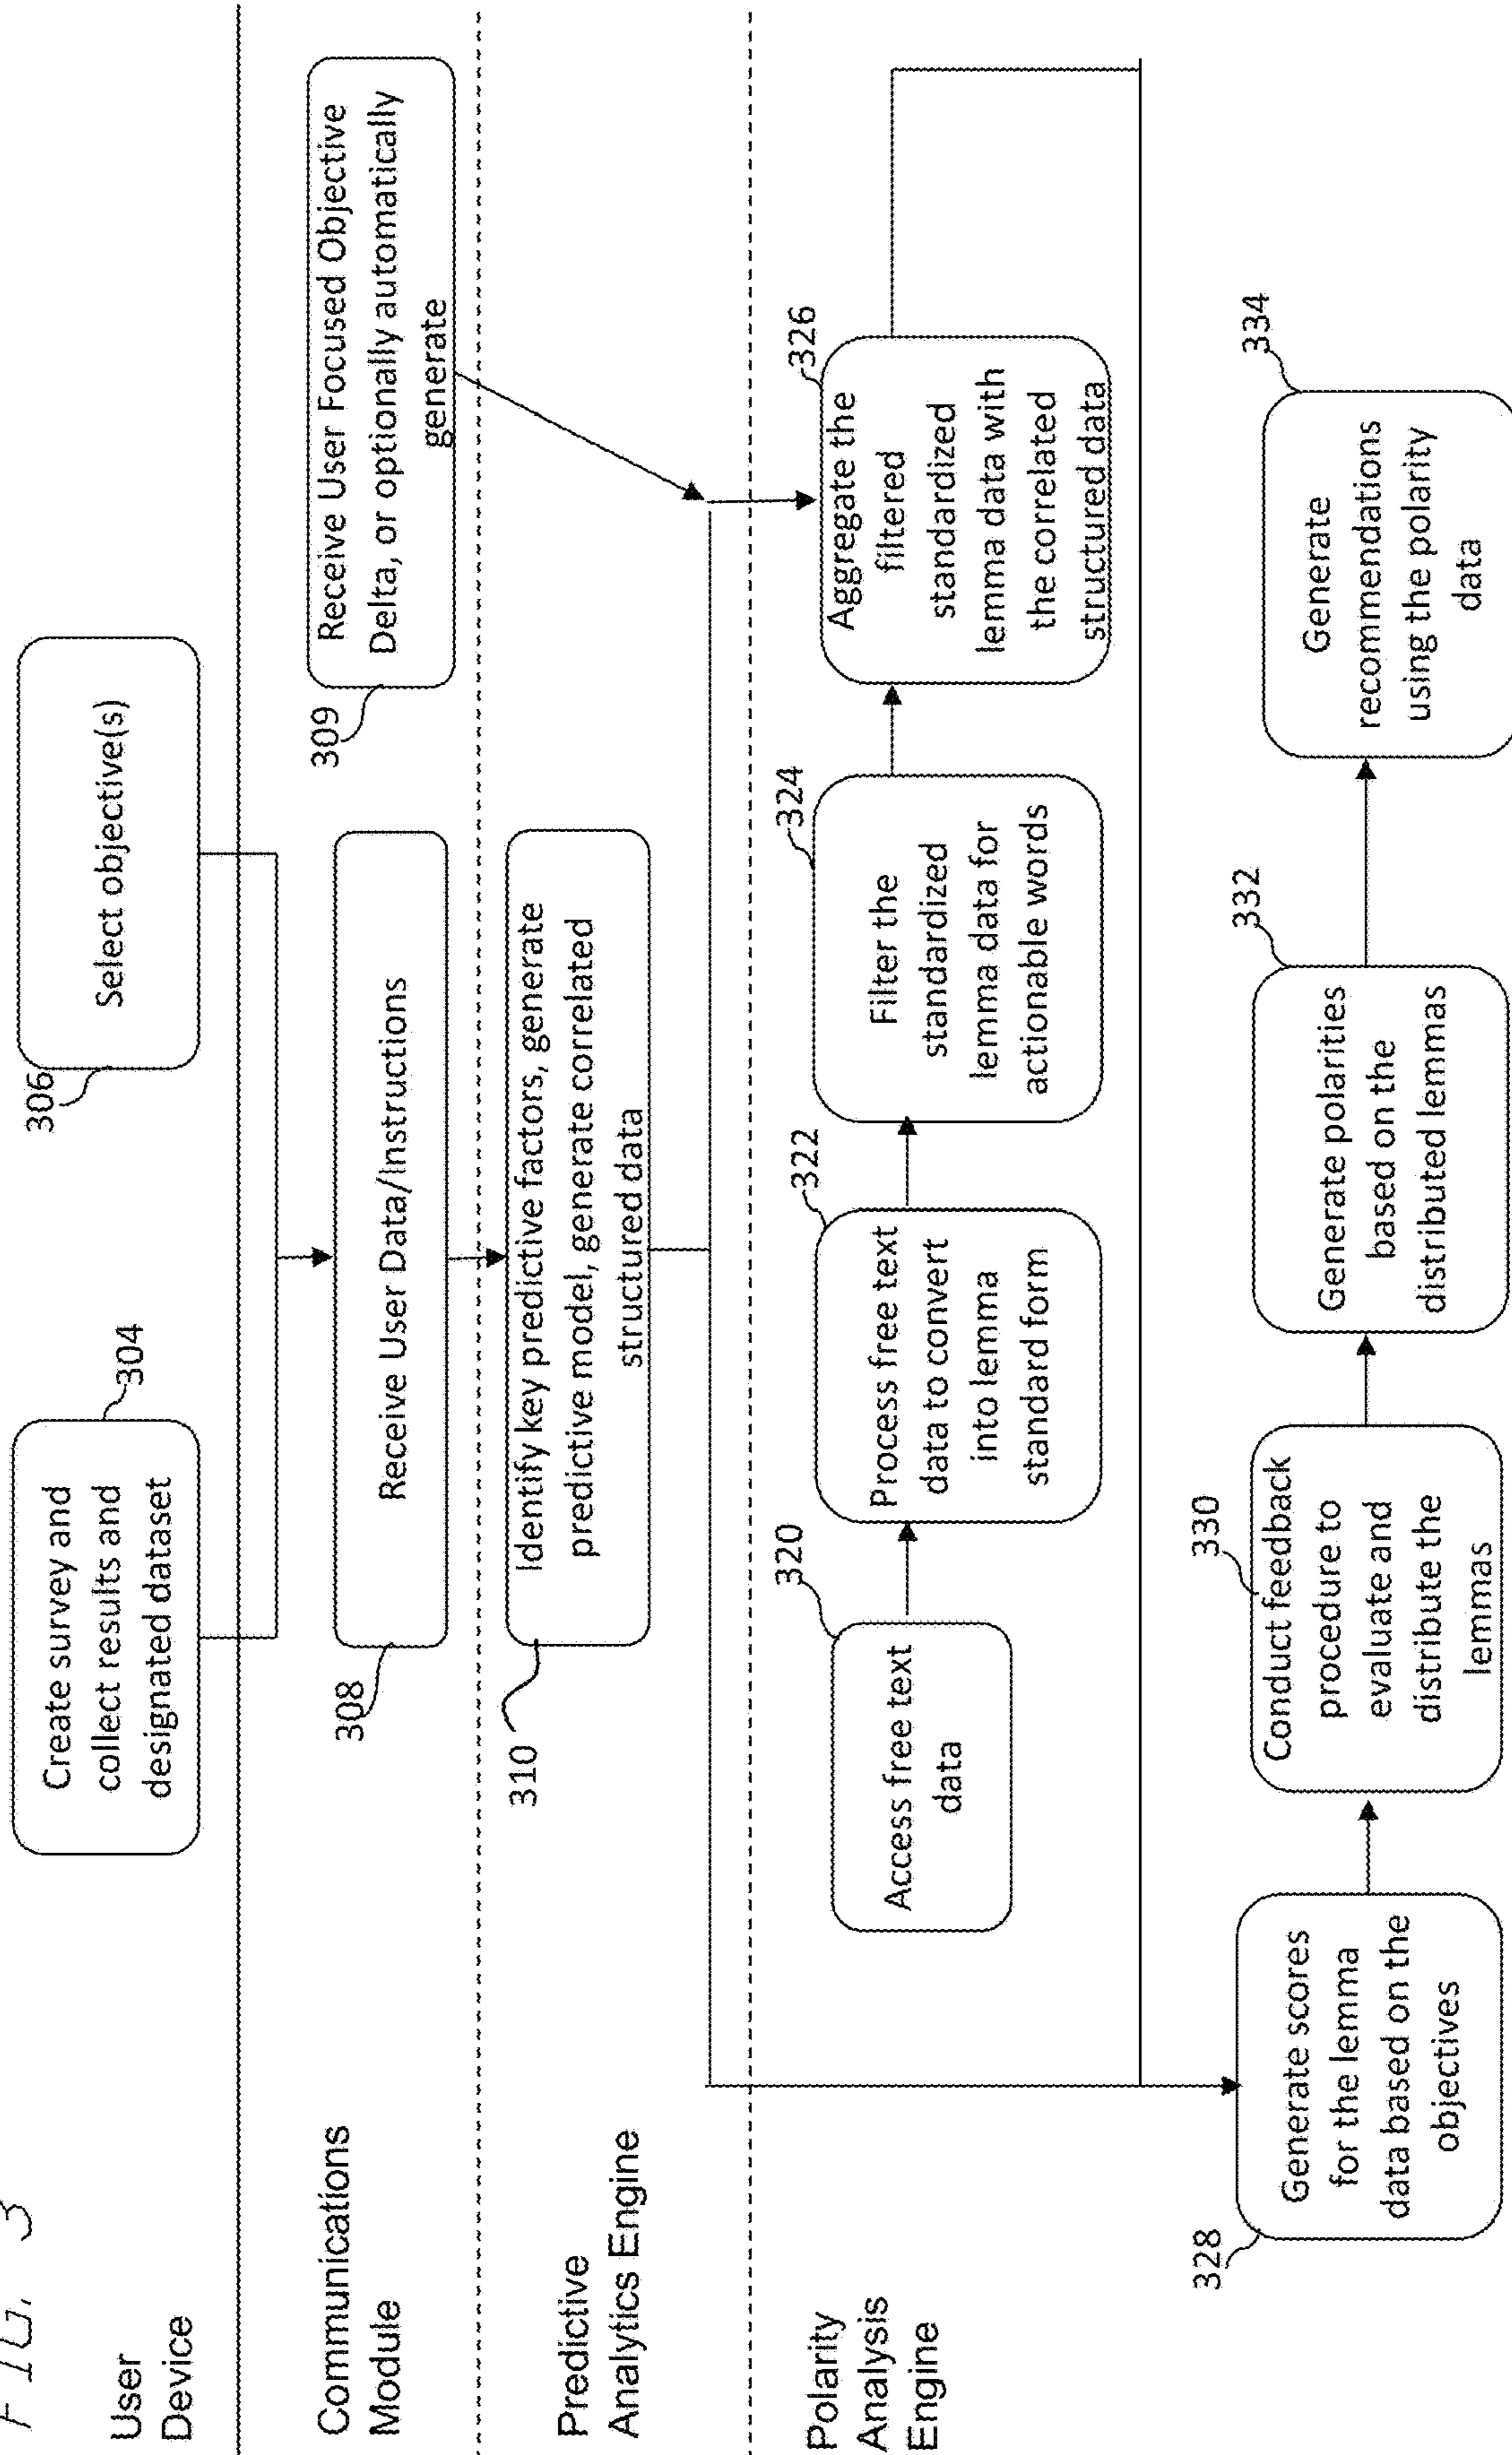 FIG. 3
User
Device
304
Create survey and
collect results and
designated dataset
306
Select objective(s)
Communications
Module
308
Receive User Data/Instructions
309
Receive User Focused Objective
Delta, or optionally automatically
generate
Predictive
Analytics Engine
310
Identify key predictive factors, generate
predictive model, generate correlated
structured data
Polarity
Analysis
Engine
320
Access free text
data
322
Process free text
data to convert
into lemma
standard form
324
Filter the
standardized
lemma data for
actionable words
326
Aggregate the
filtered
standardized
lemma data with
the correlated
structured data
328
Generate scores
for the lemma
data based on the
objectives
330
Conduct feedback
procedure to
evaluate and
distribute the
lemmas
332
Generate polarities
based on the
distributed lemmas
334
Generate
recommendations
using the polarity
data